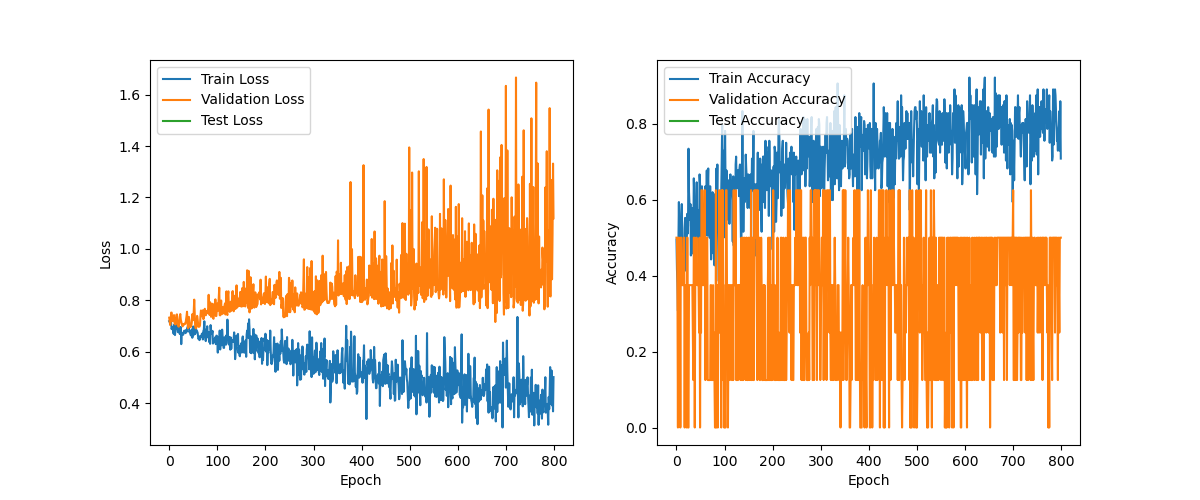 Train Loss
Validation Loss
Test Loss
1.6
1.4
1.2
1.0
0.8
0.6
0.4
Loss
0 100 200 300 400 500 600 700 800
Epoch
Train Accuracy
Validation Accuracy
Test Accuracy
0.8
0.6
0.4
0.2
0.0
Accuracy
0 100 200 300 400 500 600 700 800
Epoch